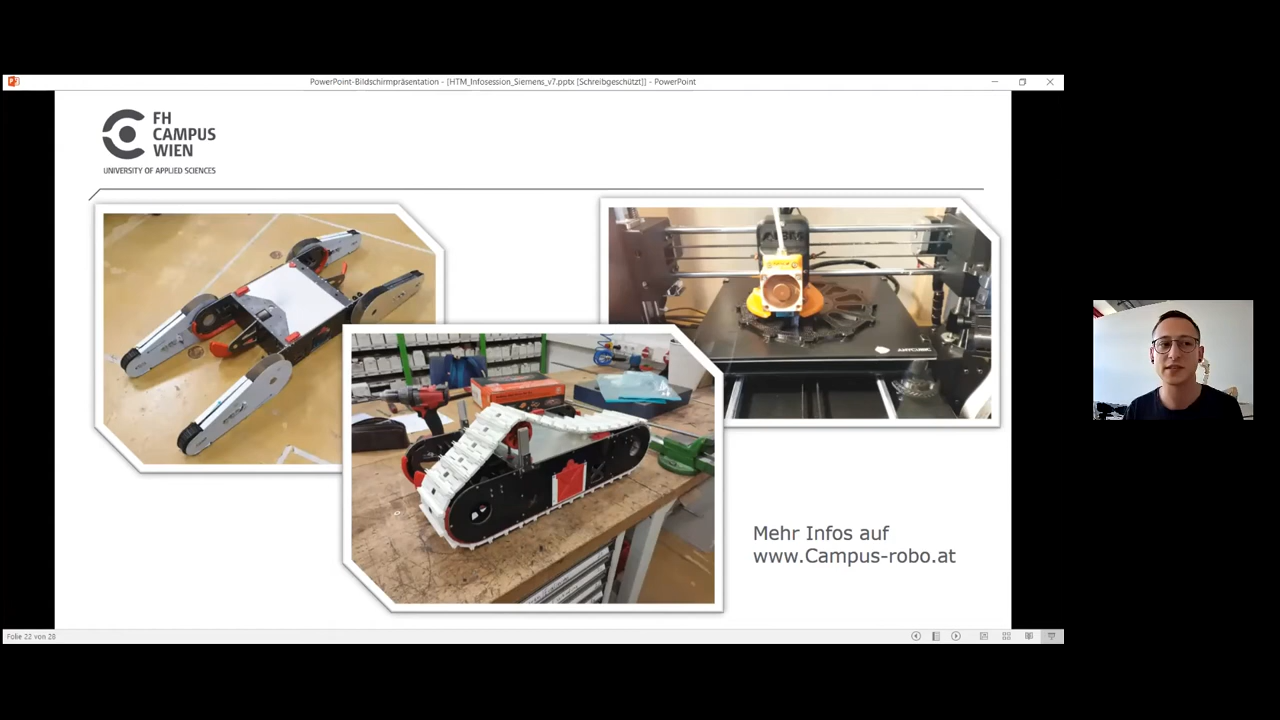 PowerPoint-Bildschirmpräsentation - [HTM_Infosession_Siemens_v7.pptx [Schreibgeschützt]] - PowerPoint
FH
CAMPUS
WIEN
UNIVERSITY OF APPLIED SCIENCES
Mehr Infos auf
www.Campus-robo.at
Folie 22 von 28